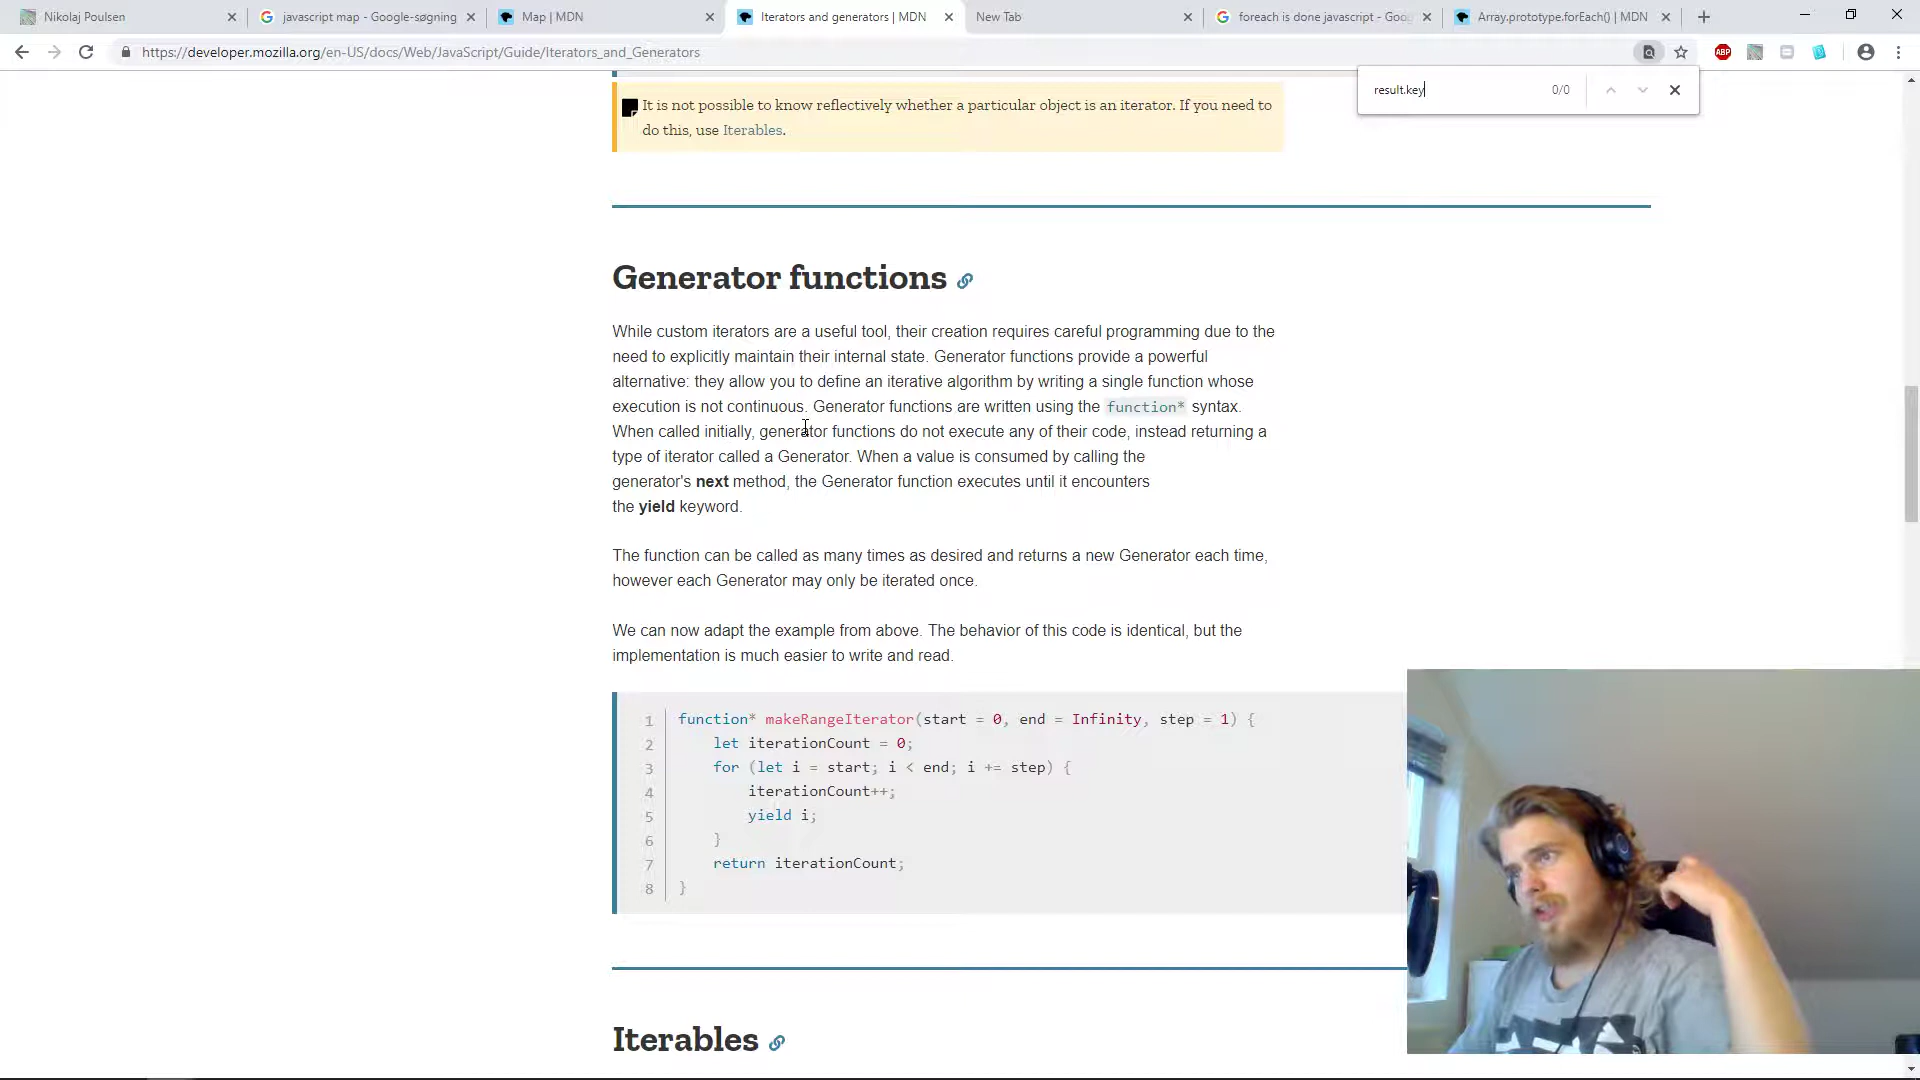 Nikolaj Poulsen
javascript map - Google-søgning
Map | MDN
Iterators and generators | MDN
New Tab
foreach is done javascript - Goo
Array.prototype.forEach() | MDN
https://developer.mozilla.org/en-US/docs/Web/JavaScript/Guide/Iterators_and_Generators
ABP
result.key
0/0
It is not possible to know reflectively whether a particular object is an iterator. If you need to
do this, use Iterables.
Generator functions
While custom iterators are a useful tool, their creation requires careful programming due to the
need to explicitly maintain their internal state. Generator functions provide a powerful
alternative: they allow you to define an iterative algorithm by writing a single function whose
execution is not continuous. Generator functions are written using the function* syntax.
When called initially, generator functions do not execute any of their code, instead returning a
type of iterator called a Generator. When a value is consumed by calling the
generator's next method, the Generator function executes until it encounters
the yield keyword.
The function can be called as many times as desired and returns a new Generator each time,
however each Generator may only be iterated once.
We can now adapt the example from above. The behavior of this code is identical, but the
implementation is much easier to write and read.
1 function* makeRangeIterator(start = 0, end = Infinity, step = 1) {
2 let iterationCount = 0;
3 for (let i = start; i < end; i += step) {
4 iterationCount++;
5 yield i;
6 }
7 return iterationCount;
8 }
Iterables